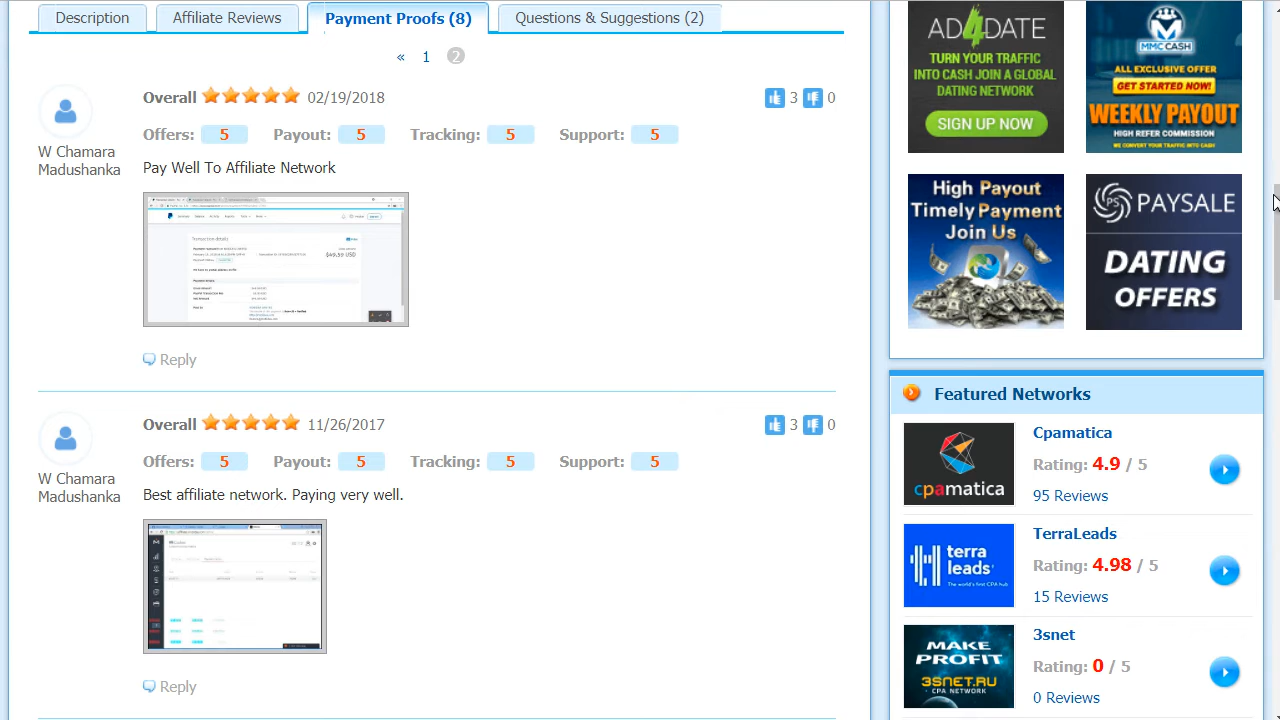 Description
Affiliate Reviews
Payment Proofs (8)
Questions & Suggestions (2)
« 1 2
Overall 02/19/2018
3 0
Offers: 5 Payout: 5 Tracking: 5 Support: 5
W Chamara
Madushanka
Pay Well To Affiliate Network
Transaction details
$49.59 USD
Reply
Overall 11/26/2017
3 0
Offers: 5 Payout: 5 Tracking: 5 Support: 5
W Chamara
Madushanka
Best affiliate network. Paying very well.
Reply
AD4DATE
TURN YOUR TRAFFIC
INTO CASH JOIN A GLOBAL
DATING NETWORK
SIGN UP NOW
MMC CASH
ALL EXCLUSIVE OFFER
GET STARTED NOW!
WEEKLY PAYOUT
HIGH REFER COMMISSION
WE CONVERT YOUR TRAFFIC INTO CASH
High Payout
Timely Payment
Join Us
PS PAYSALE
DATING
OFFERS
Featured Networks
cpamatica
Cpamatica
Rating: 4.9 / 5
95 Reviews
terra
leads
The world's first CPA hub
TerraLeads
Rating: 4.98 / 5
15 Reviews
MAKE
PROFIT
3SNET.RU
CPA NETWORK
3snet
Rating: 0 / 5
0 Reviews